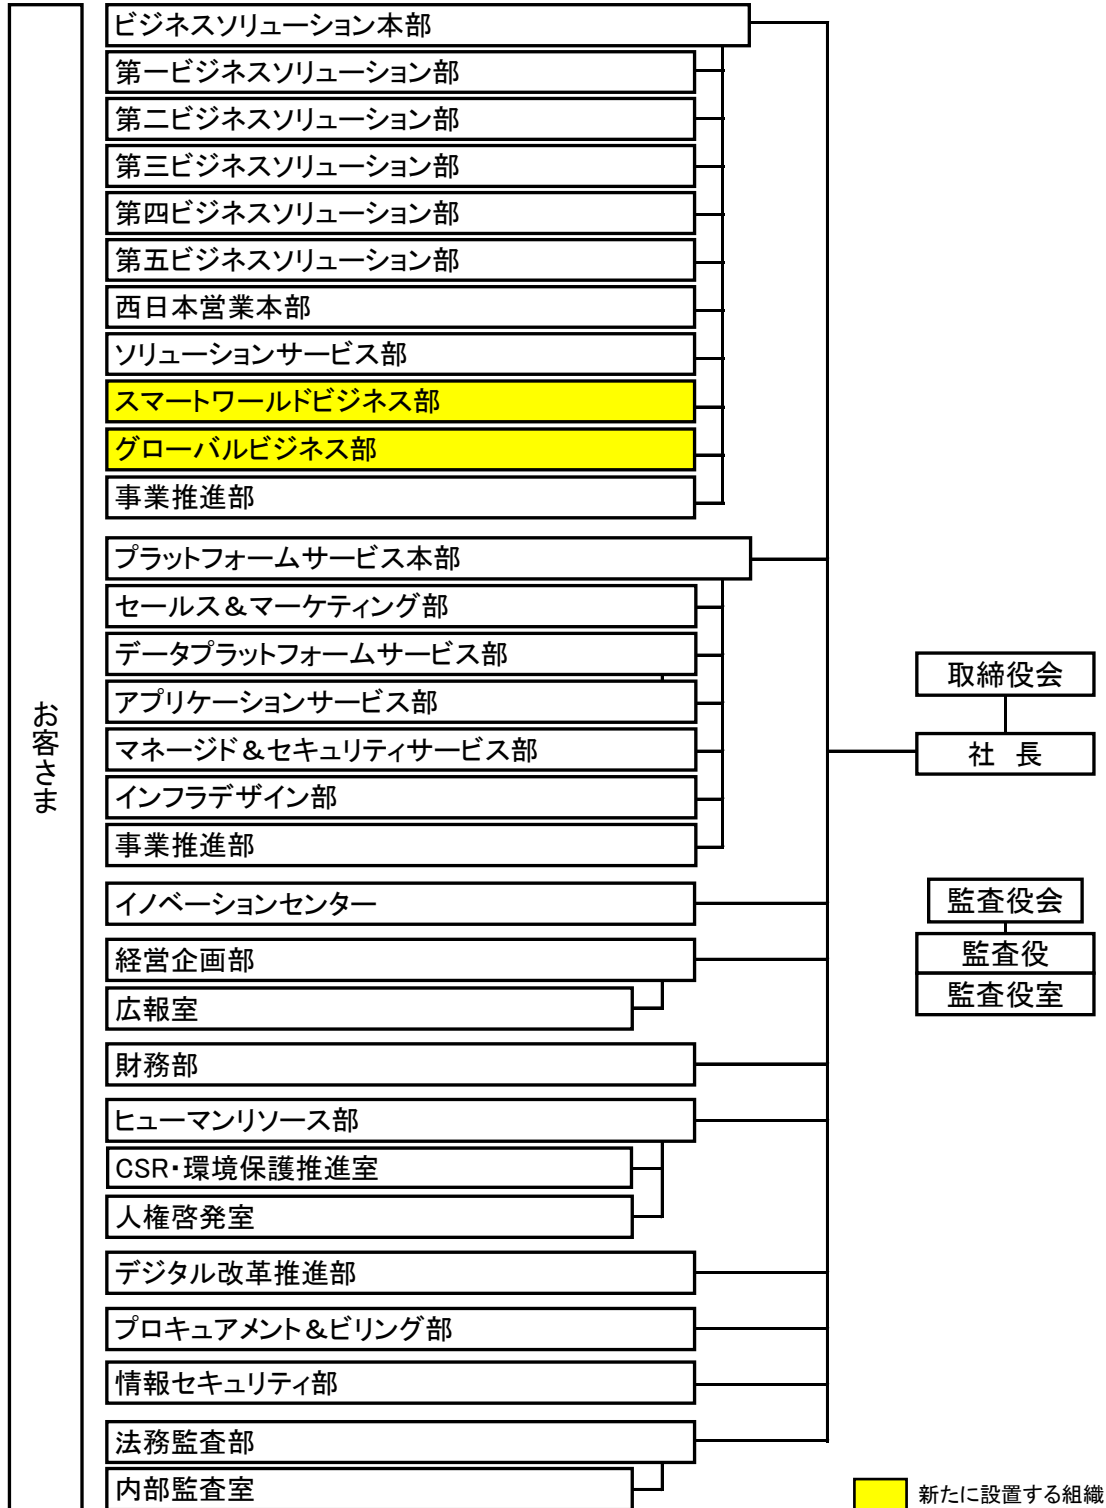 お客さま
ビジネスソリューション本部
第一ビジネスソリューション部
第二ビジネスソリューション部
第三ビジネスソリューション部
第四ビジネスソリューション部
第五ビジネスソリューション部
西日本営業本部
ソリューションサービス部
スマートワールドビジネス部
グローバルビジネス部
事業推進部
プラットフォームサービス本部
セールス＆マーケティング部
データプラットフォームサービス部
アプリケーションサービス部
マネージド＆セキュリティサービス部
インフラデザイン部
事業推進部
イノベーションセンター
経営企画部
広報室
財務部
ヒューマンリソース部
CSR・環境保護推進室
人権啓発室
デジタル改革推進部
プロキュアメント＆ビリング部
情報セキュリティ部
法務監査部
内部監査室
取締役会
社　長
監査役会
監査役
監査役室
新たに設置する組織